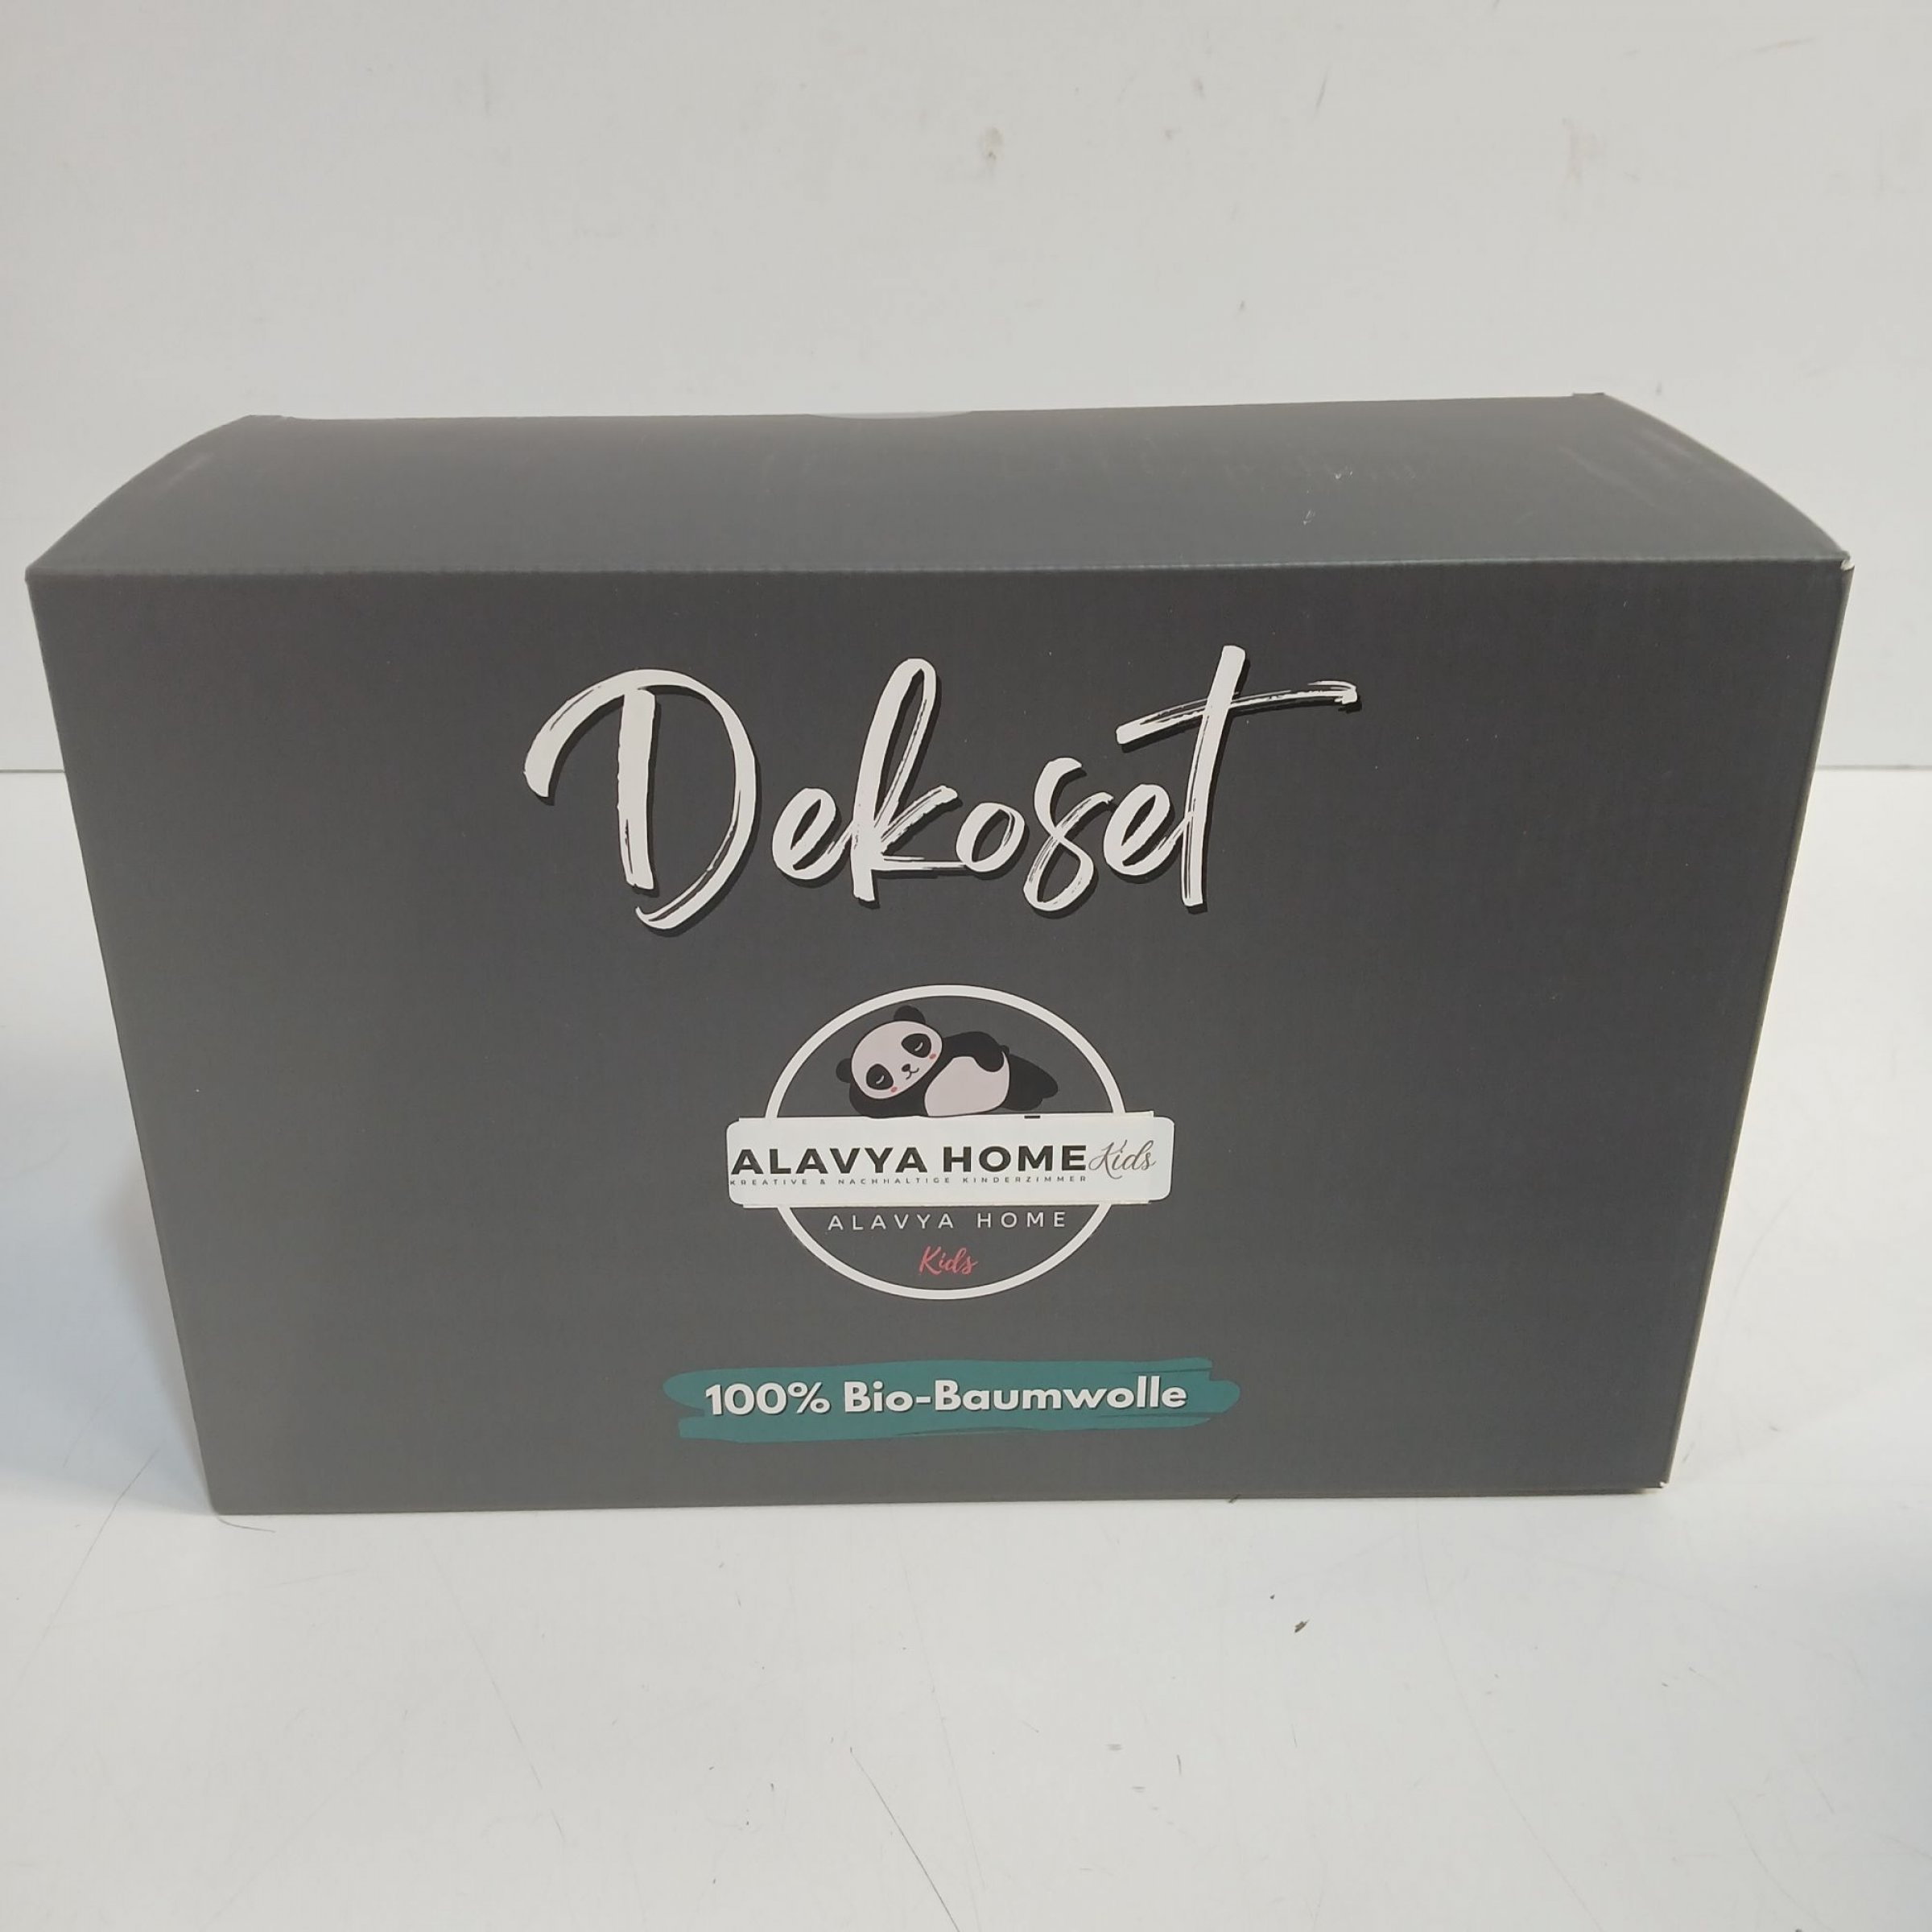 Dekoset
ALAVYA HOME Kids
KREATIVE & NACHHALTIGE KINDERZIMMER
ALAVYA HOME
Kids
100% Bio-Baumwolle